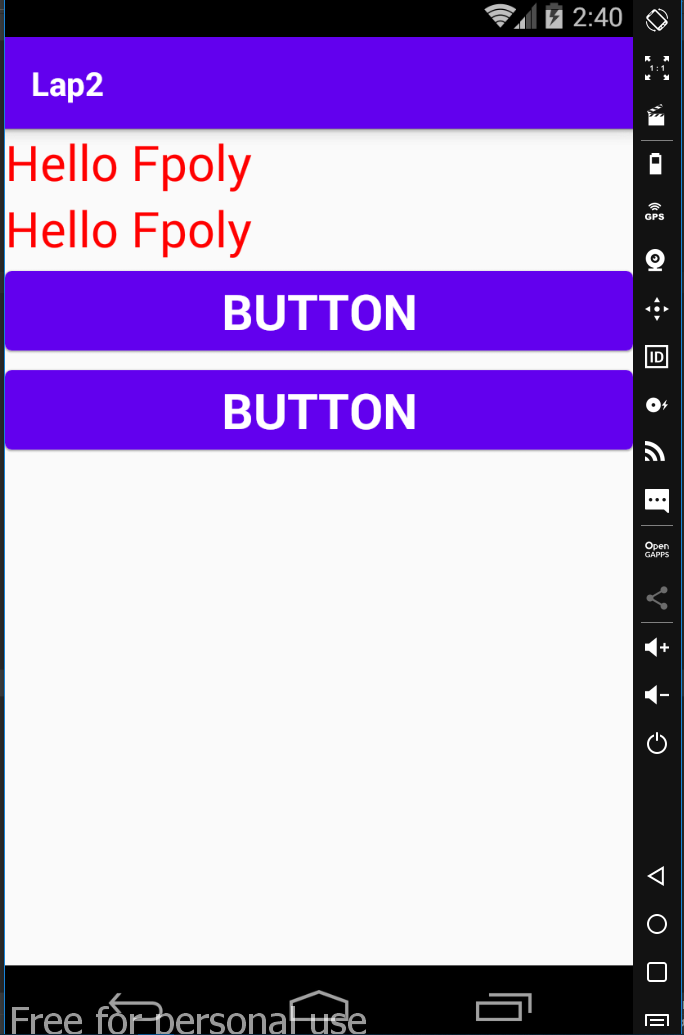 2:40
Lap2
1:1
Hello Fpoly
GPS
Hello Fpoly
BUTTON
ID
BUTTON
Open
GAPPS
Free for personal use